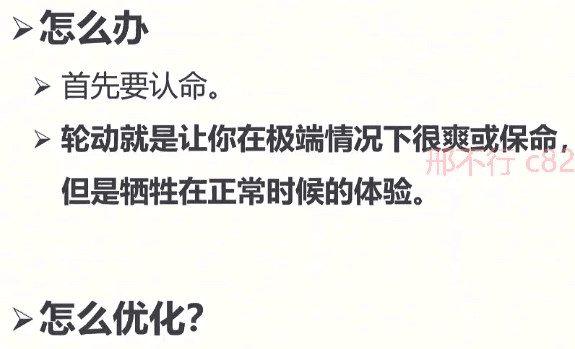 ➢怎么办
➢ 首先要认命。
➢ 轮动就是让你在极端情况下很爽或保命，
但是牺牲在正常时候的体验。
邢不行 c82
➢怎么优化？